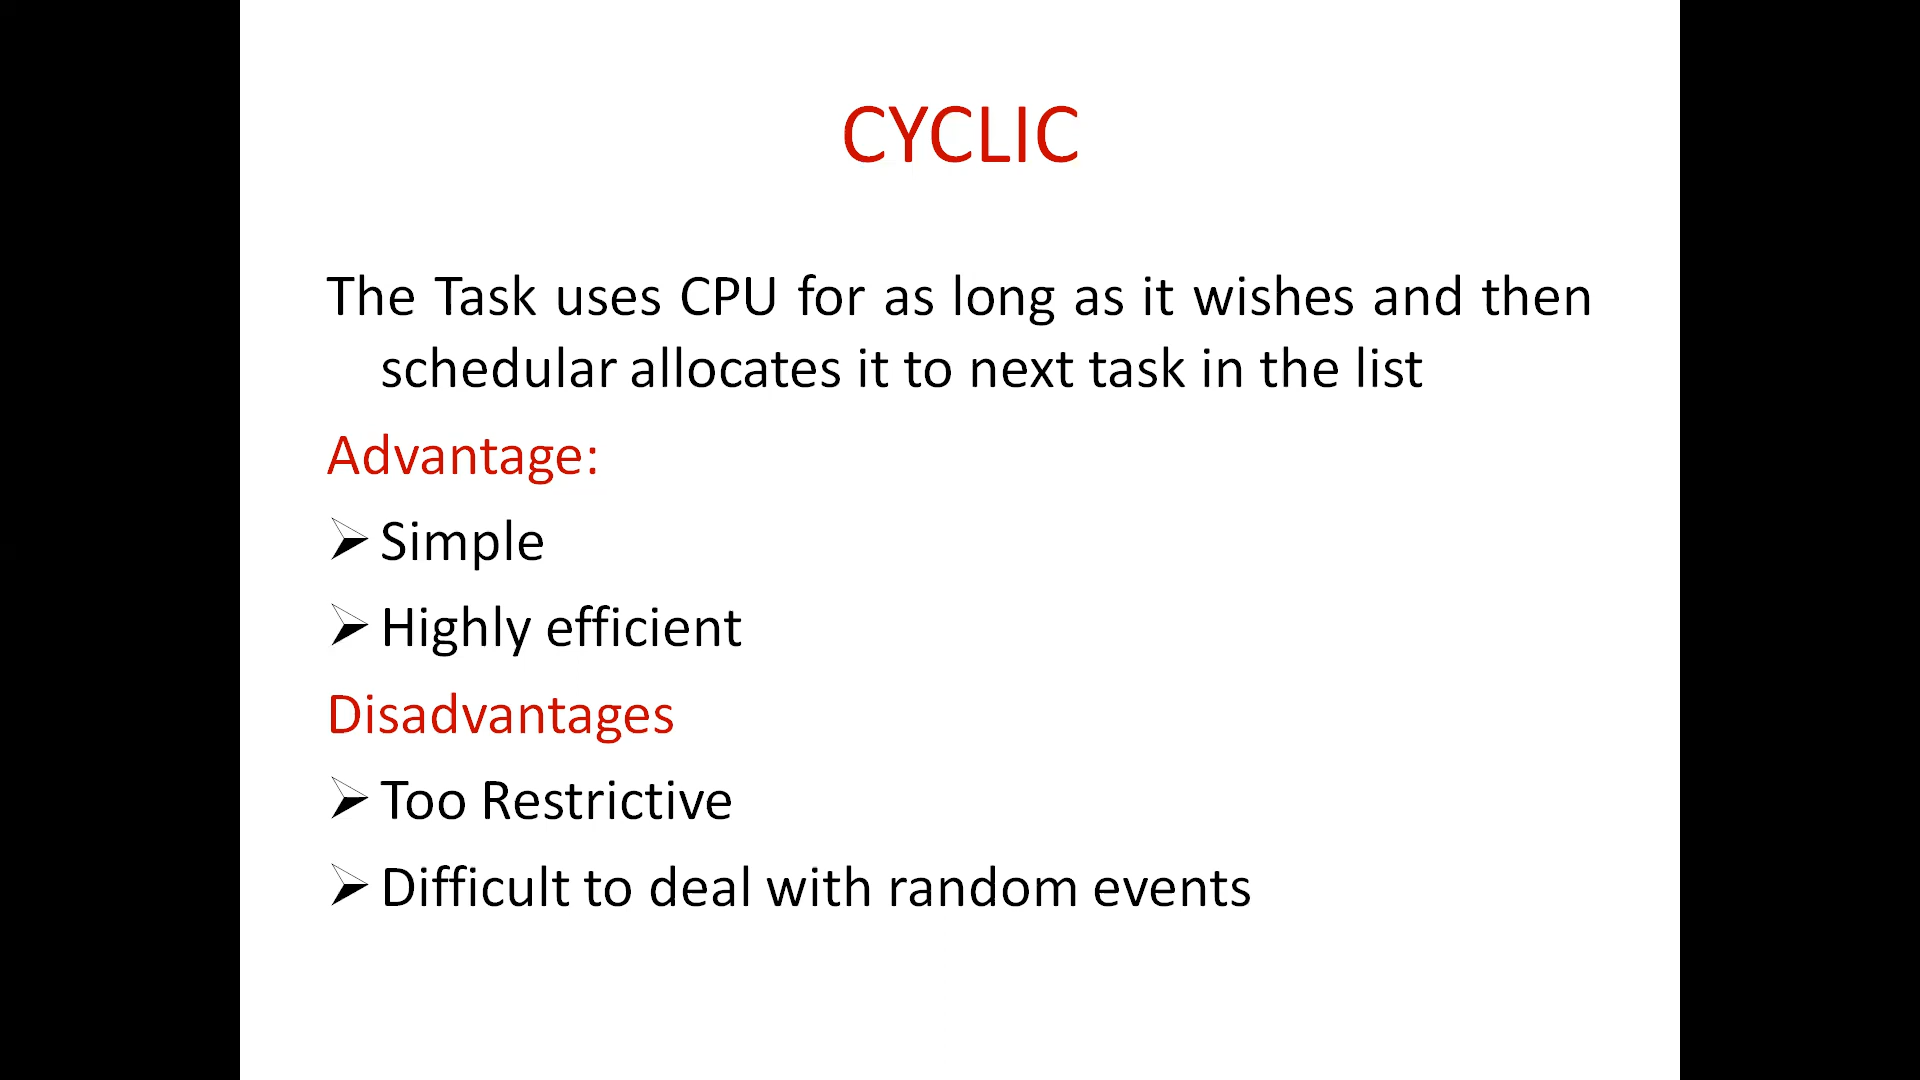 CYCLIC
The Task uses CPU for as long as it wishes and then
schedular allocates it to next task in the list
Advantage:
➢ Simple
➢ Highly efficient
Disadvantages
➢ Too Restrictive
➢ Difficult to deal with random events